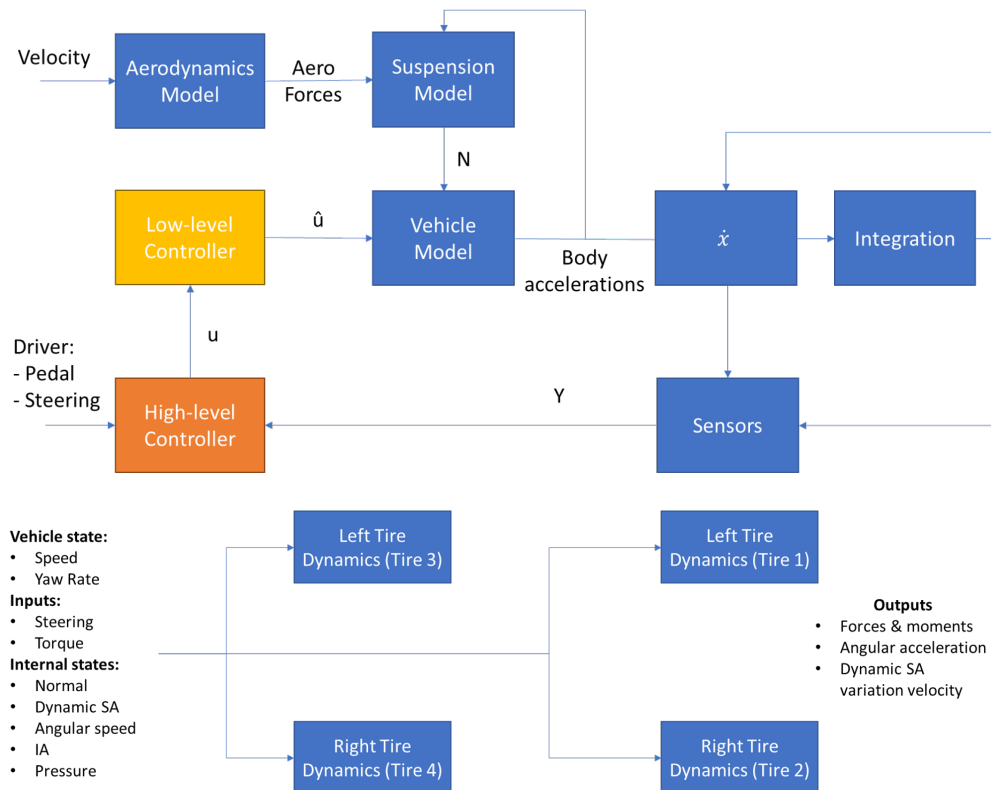 Velocity
Aerodynamics
Model
Aero
Forces
Suspension
Model
N
Low-level
Controller
û
Vehicle
Model
Body
accelerations
ẋ
Integration
u
Driver:
- Pedal
- Steering
High-level
Controller
Y
Sensors
Vehicle state:
• Speed
• Yaw Rate
Inputs:
• Steering
• Torque
Internal states:
• Normal
• Dynamic SA
• Angular speed
• IA
• Pressure
Left Tire
Dynamics (Tire 3)
Left Tire
Dynamics (Tire 1)
Right Tire
Dynamics (Tire 4)
Right Tire
Dynamics (Tire 2)
Outputs
• Forces & moments
• Angular acceleration
• Dynamic SA
variation velocity